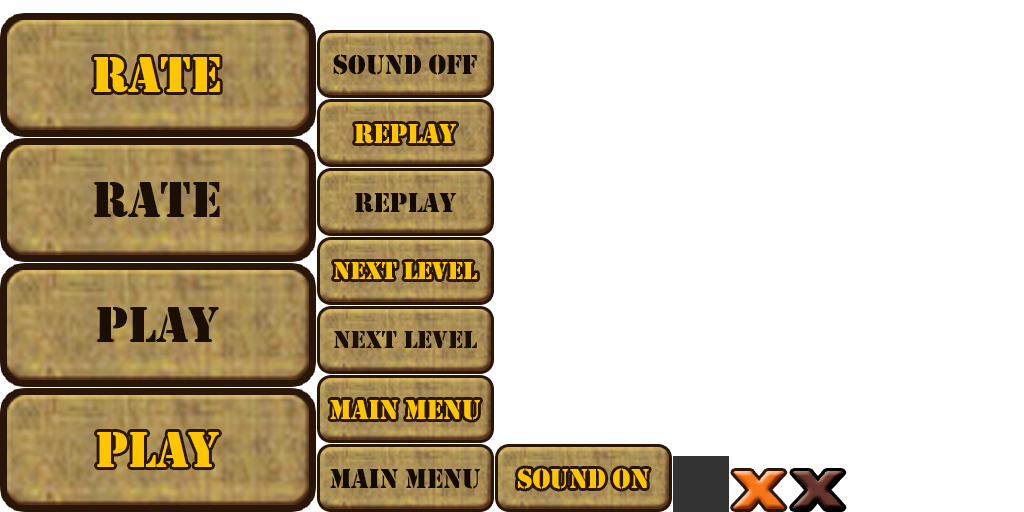 RATE
RATE
PLAY
PLAY
SOUND OFF
REPLAY
REPLAY
NEXT LEVEL
NEXT LEVEL
MAIN MENU
MAIN MENU
SOUND ON
X X